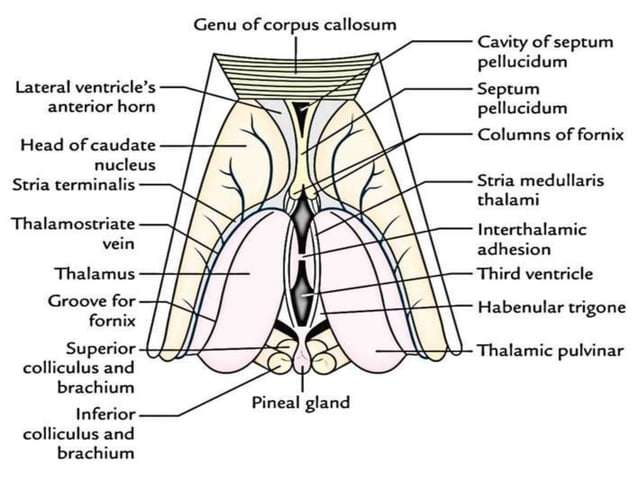 Genu of corpus callosum
Lateral ventricle's
anterior horn
Head of caudate
nucleus
Stria terminalis
Thalamostriate
vein
Thalamus
Groove for
fornix
Superior
colliculus and
brachium
Inferior
colliculus and
brachium
Pineal gland
Cavity of septum
pellucidum
Septum
pellucidum
Columns of fornix
Stria medullaris
thalami
Interthalamic
adhesion
Third ventricle
Habenular trigone
Thalamic pulvinar